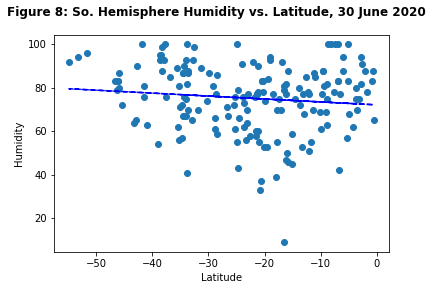 Figure 8: So. Hemisphere Humidity vs. Latitude, 30 June 2020
100
80
60
40
20
Humidity
−50 −40 −30 −20 −10 0
Latitude